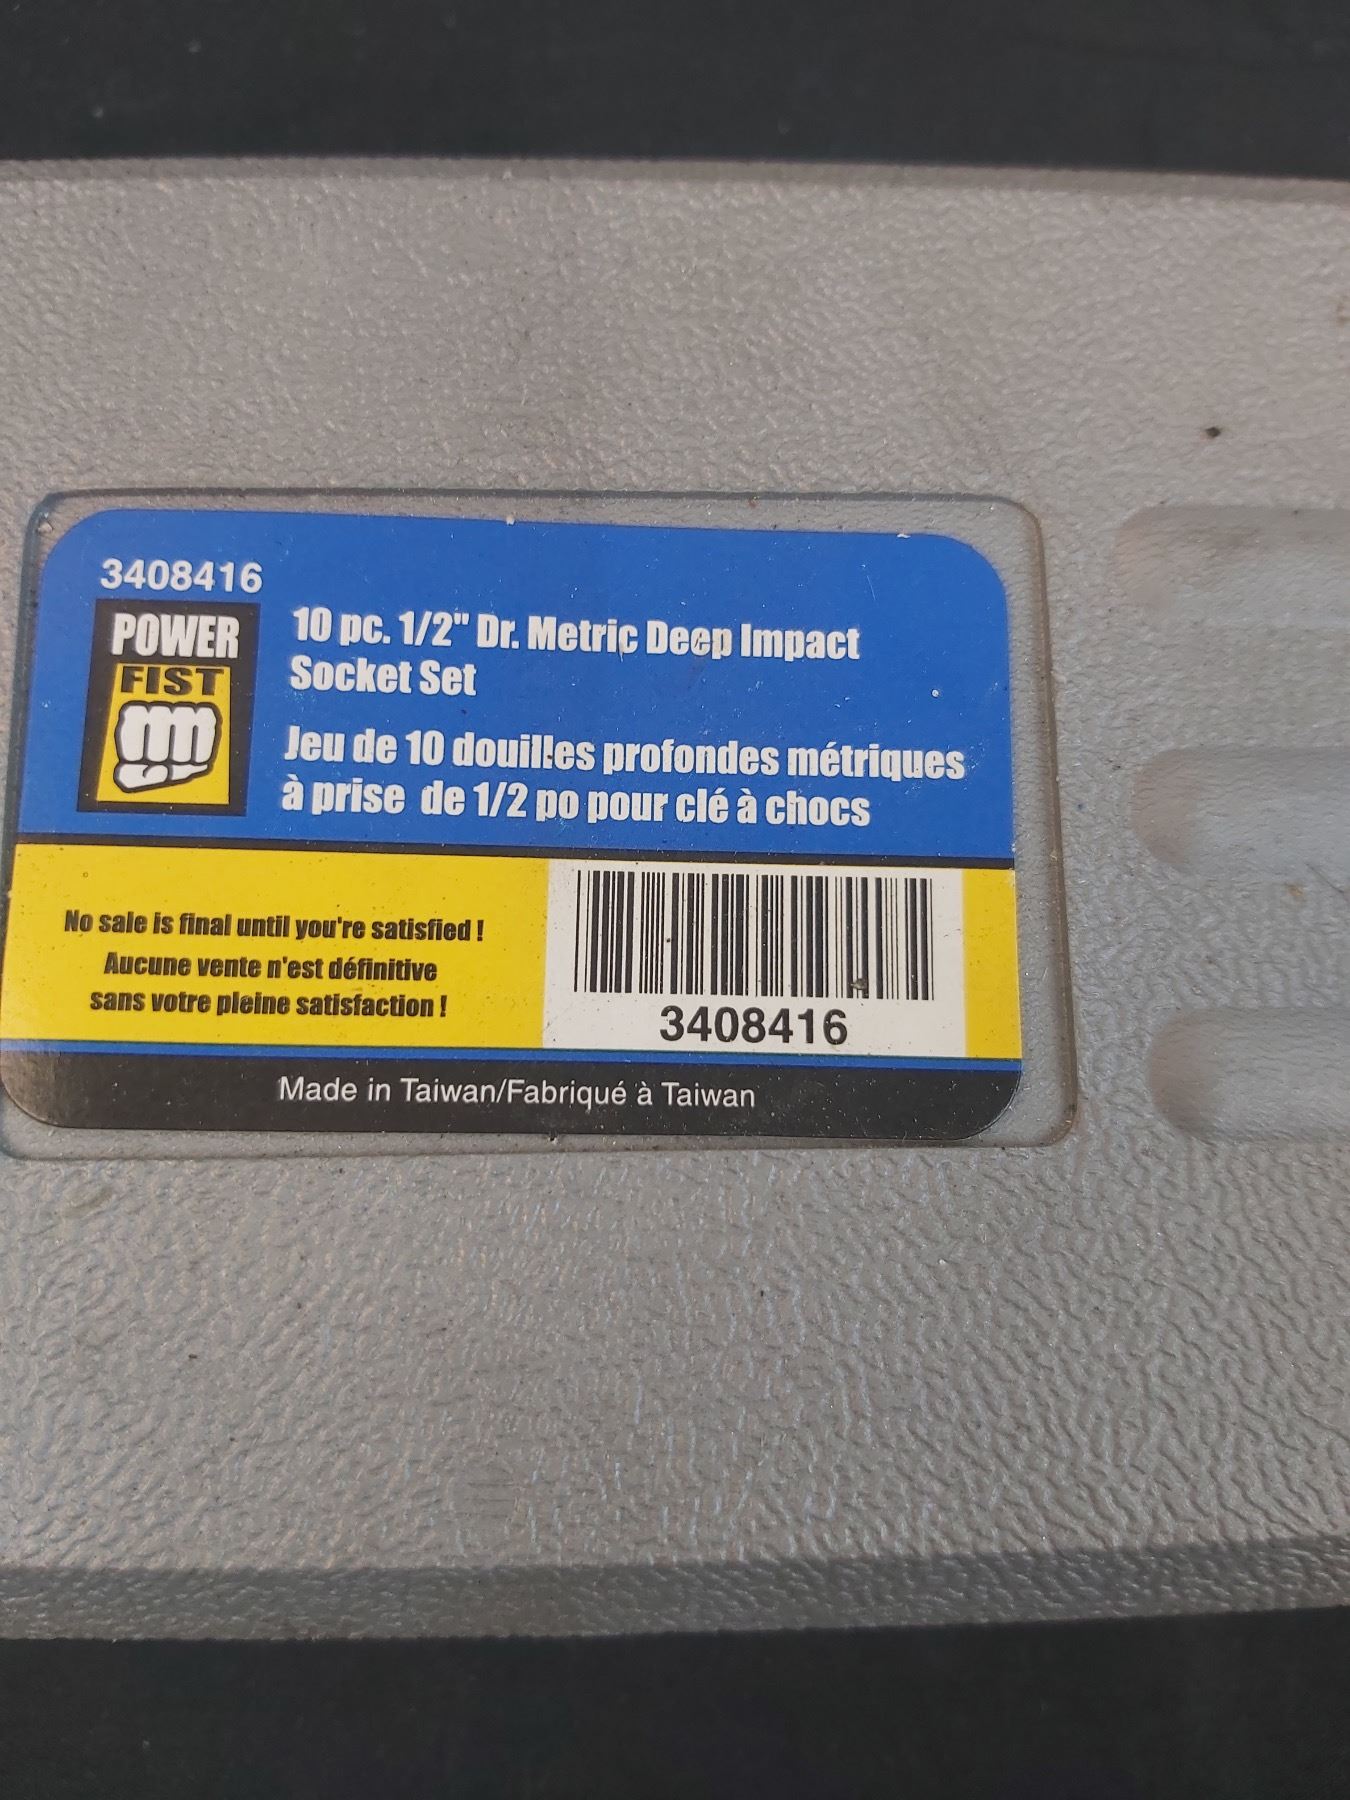 3408416
POWER
FIST
10 pc. 1/2" Dr. Metric Deep Impact
Socket Set
Jeu de 10 douilles profondes métriques
à prise de 1/2 po pour clé à chocs
No sale is final until you're satisfied !
Aucune vente n'est définitive
sans votre pleine satisfaction !
3408416
Made in Taiwan/Fabriqué à Taiwan